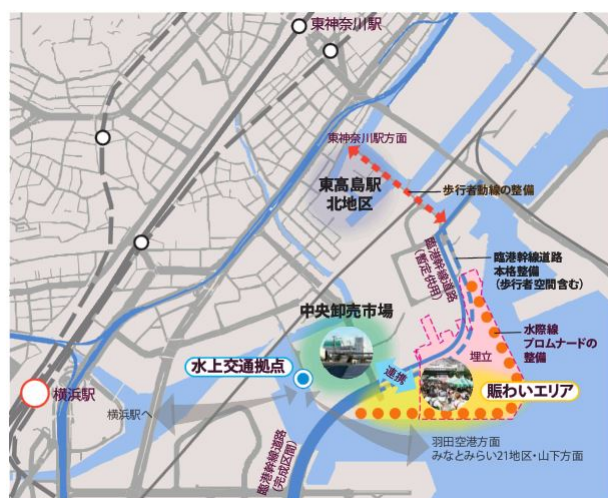 東神奈川駅
東神奈川駅方面
東高島駅
北地区
歩行者動線の整備
臨港幹線道路
(暫定供用)
臨港幹線道路
本格整備
(歩行者空間含む)
中央卸売市場
水際線
プロムナードの
整備
埋立
水上交通拠点
連携
賑わいエリア
横浜駅
横浜駅へ
臨港幹線道路
(完成区間)
羽田空港方面
みなとみらい21地区・山下方面